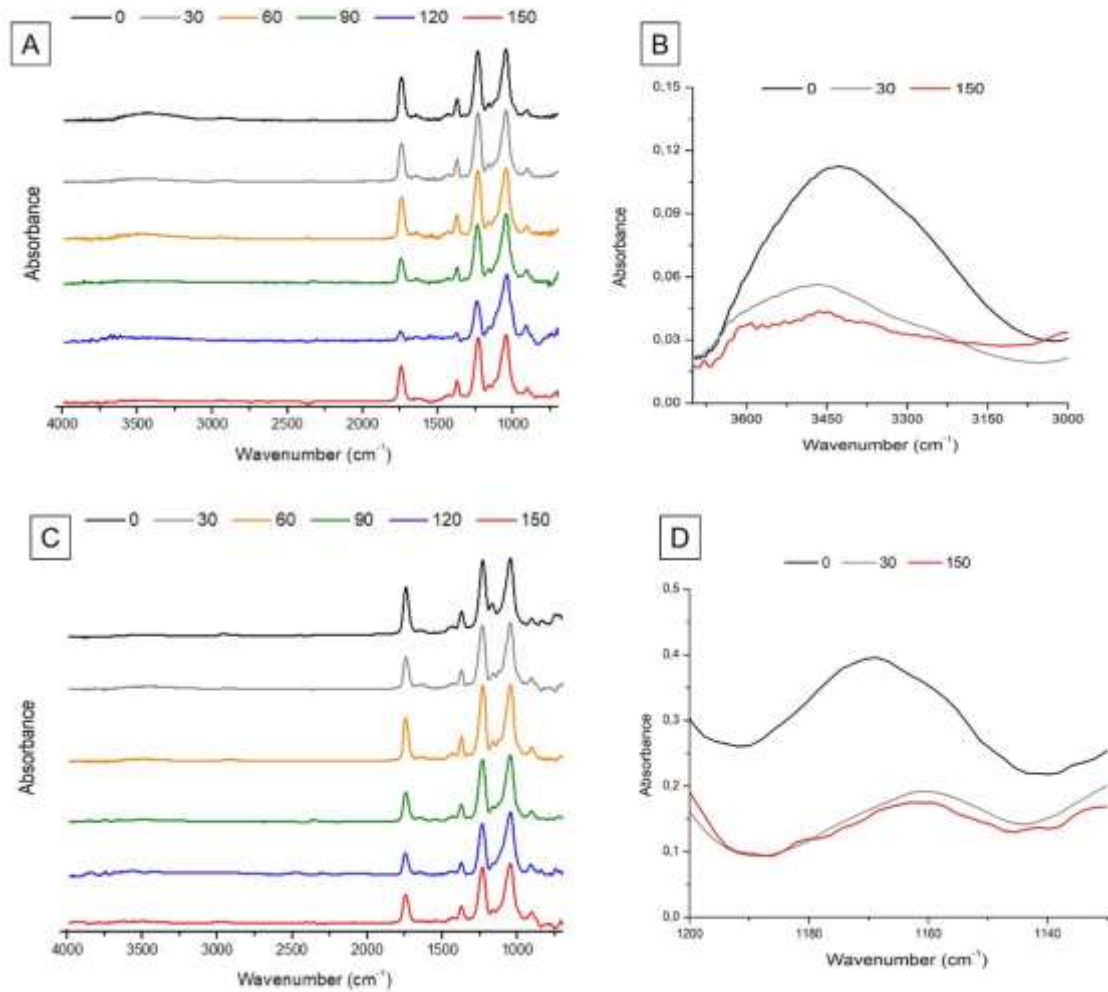 A
0 30 60 90 120 150
Absorbance
4000 3500 3000 2500 2000 1500 1000
Wavenumber (cm⁻¹)
B
0 30 150
0,15
0,12
0,09
0,06
0,03
0,00
Absorbance
3600 3450 3300 3150 3000
Wavenumber (cm⁻¹)
C
0 30 60 90 120 150
Absorbance
4000 3500 3000 2500 2000 1500 1000
Wavenumber (cm⁻¹)
D
0 30 150
0,5
0,4
0,3
0,2
0,1
0,0
Absorbance
1200 1180 1160 1140
Wavenumber (cm⁻¹)